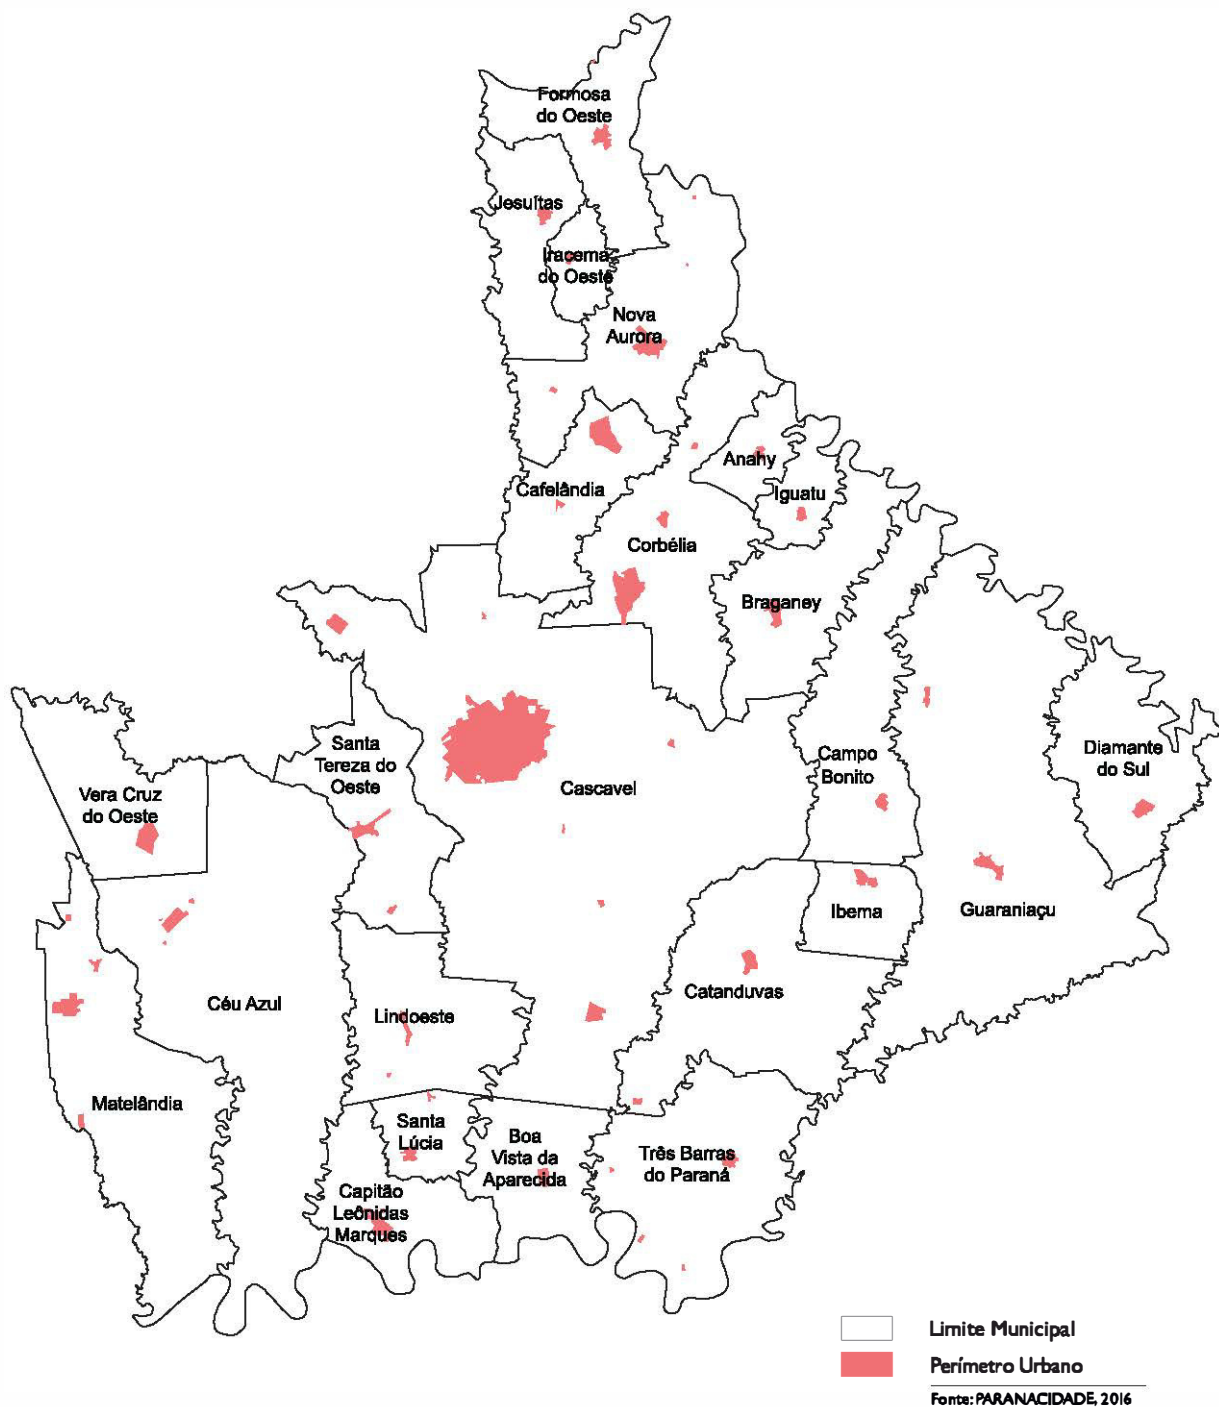 Formosa
do Oeste
Jesuítas
Iracema
do Oeste
Nova
Aurora
Anahy
Iguatu
Cafelândia
Corbélia
Braganey
Santa
Tereza do
Oeste
Vera Cruz
do Oeste
Cascavel
Campo
Bonito
Diamante
do Sul
Ibema
Guaraniaçu
Catanduvas
Céu Azul
Lindoeste
Matelândia
Santa
Lúcia
Boa
Vista da
Aparecida
Três Barras
do Paraná
Capitão
Leônidas
Marques
Limite Municipal
Perímetro Urbano
Fonte: PARANACIDADE, 2016